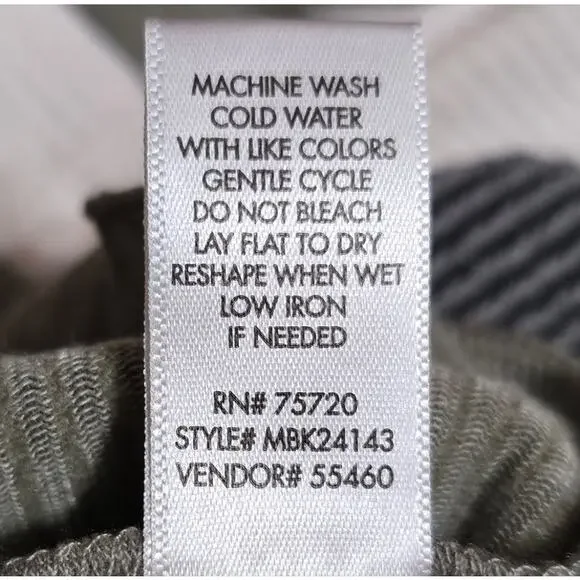 MACHINE WASH
COLD WATER
WITH LIKE COLORS
GENTLE CYCLE
DO NOT BLEACH
LAY FLAT TO DRY
RESHAPE WHEN WET
LOW IRON
IF NEEDED
RN# 75720
STYLE# MBK24143
VENDOR# 55460